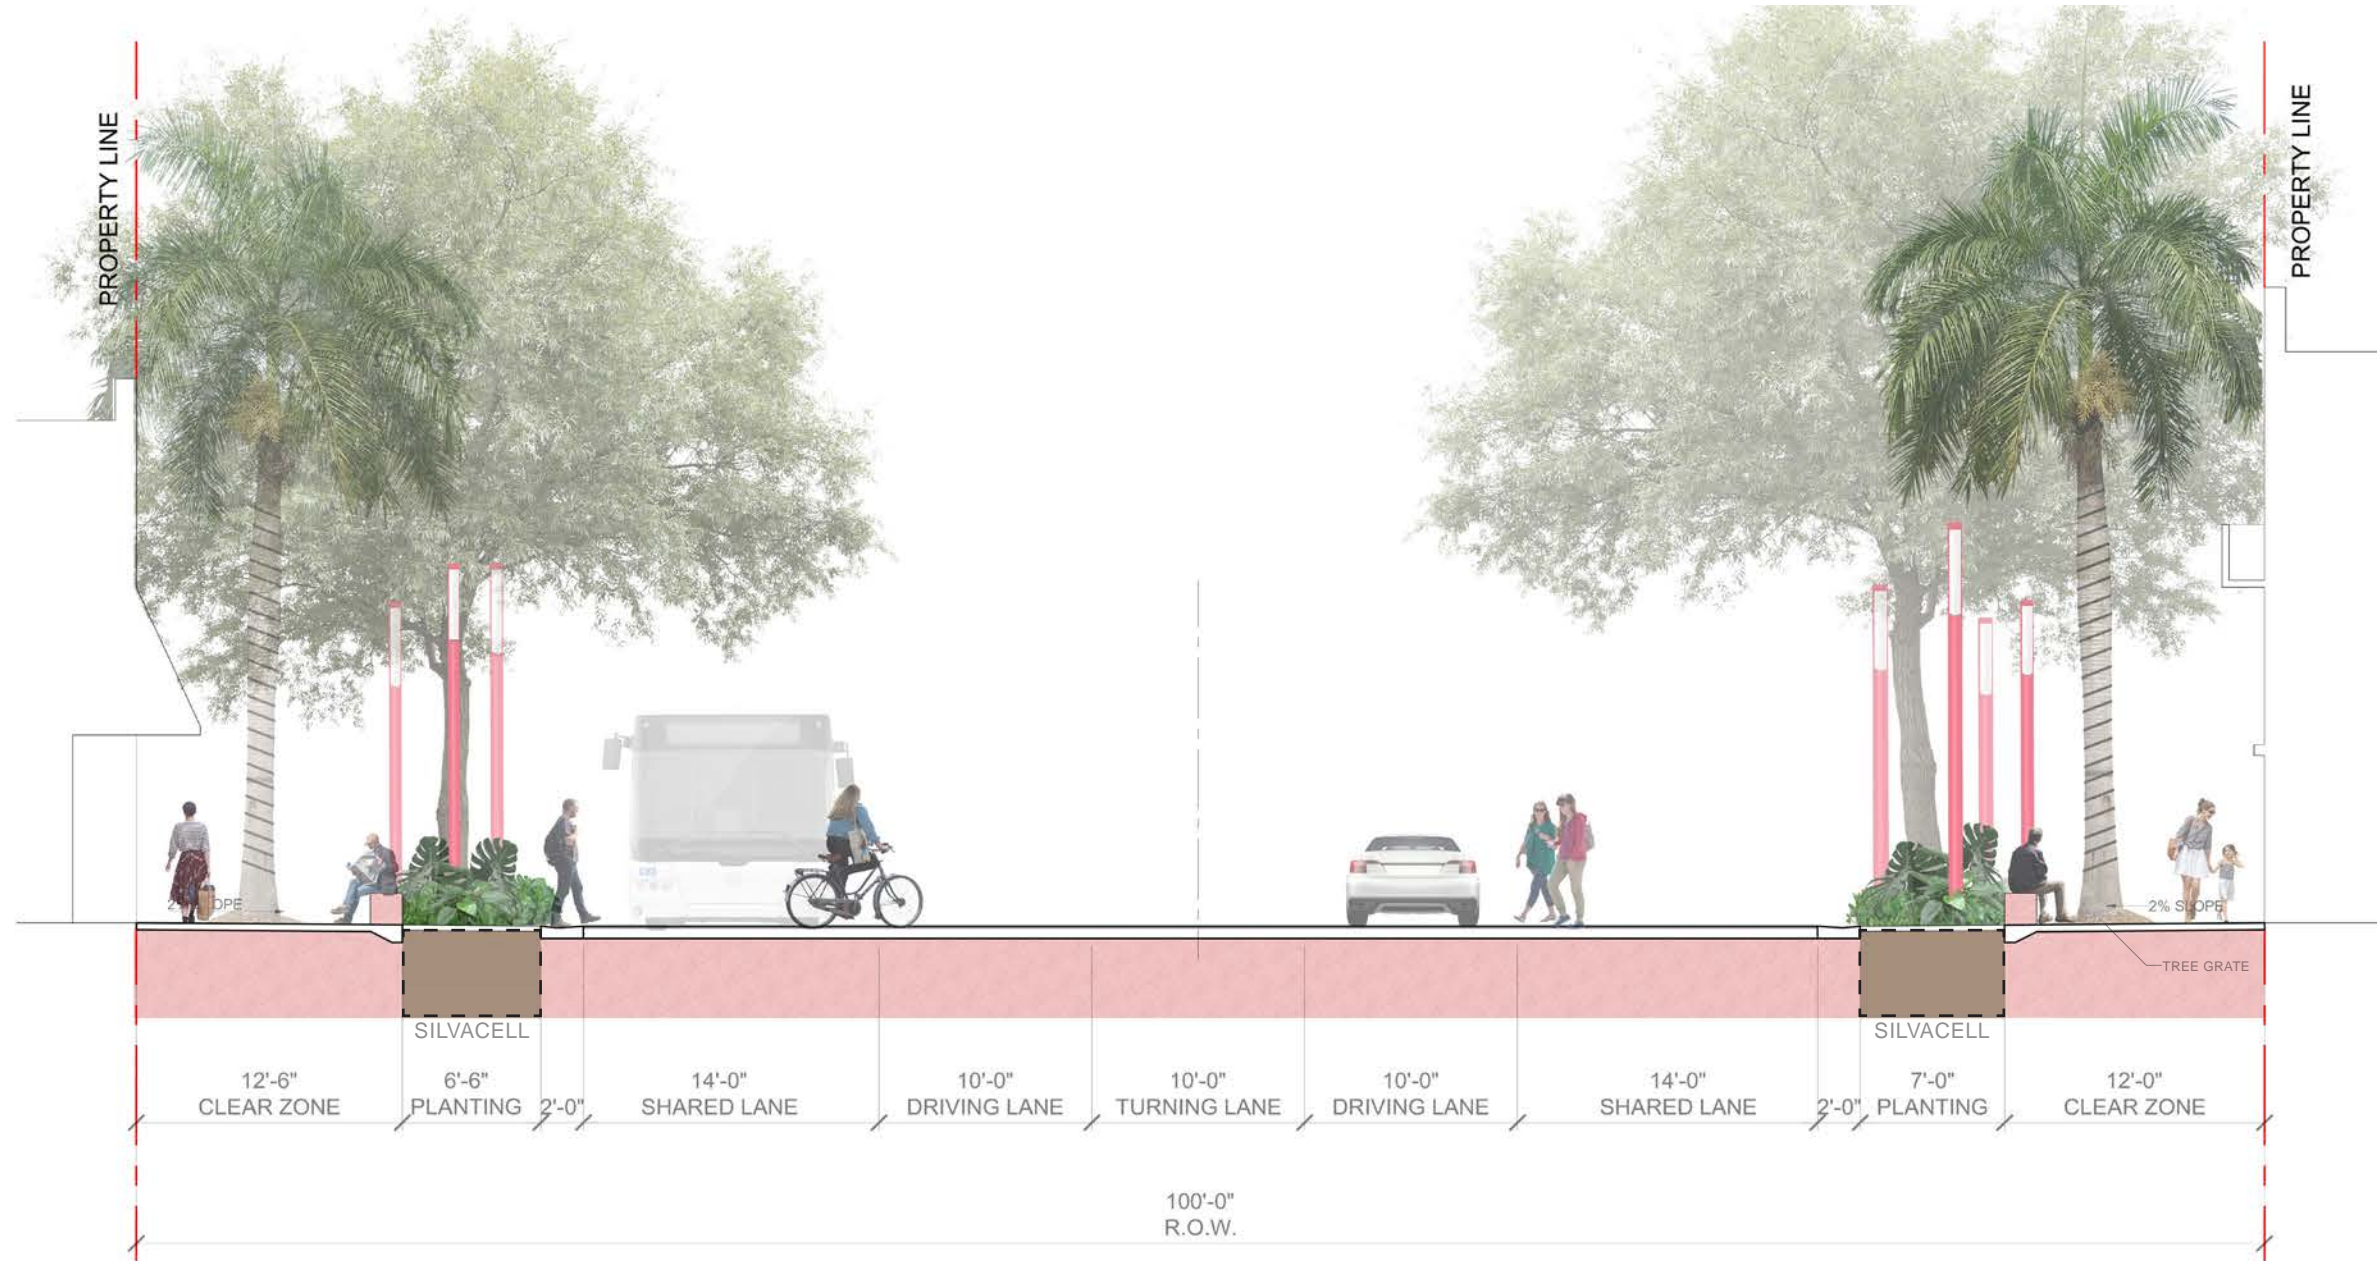 PROPERTY LINE
PROPERTY LINE
2% SLOPE
TREE GRATE
SILVACELL
SILVACELL
12'-6"
CLEAR ZONE
6'-6"
PLANTING
2'-0"
14'-0"
SHARED LANE
10'-0"
DRIVING LANE
10'-0"
TURNING LANE
10'-0"
DRIVING LANE
14'-0"
SHARED LANE
2'-0"
7'-0"
PLANTING
12'-0"
CLEAR ZONE
100'-0"
R.O.W.